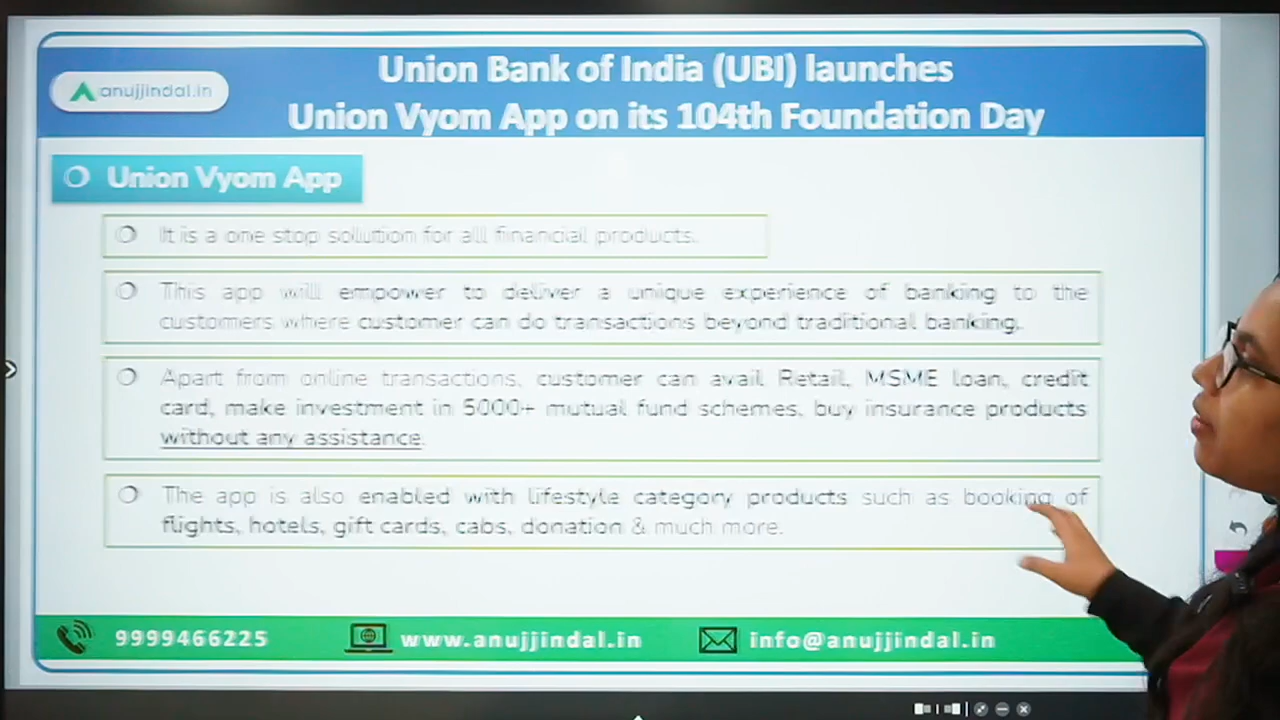 anujjindal.in
Union Bank of India (UBI) launches
Union Vyom App on its 104th Foundation Day
Union Vyom App
It is a one stop solution for all financial products.
This app will empower to deliver a unique experience of banking to the
customers where customer can do transactions beyond traditional banking.
Apart from online transactions, customer can avail Retail, MSME loan, credit
card, make investment in 5000+ mutual fund schemes, buy insurance products
without any assistance.
The app is also enabled with lifestyle category products such as booking of
flights, hotels, gift cards, cabs, donation & much more.
9999466225
www.anujjindal.in
info@anujjindal.in